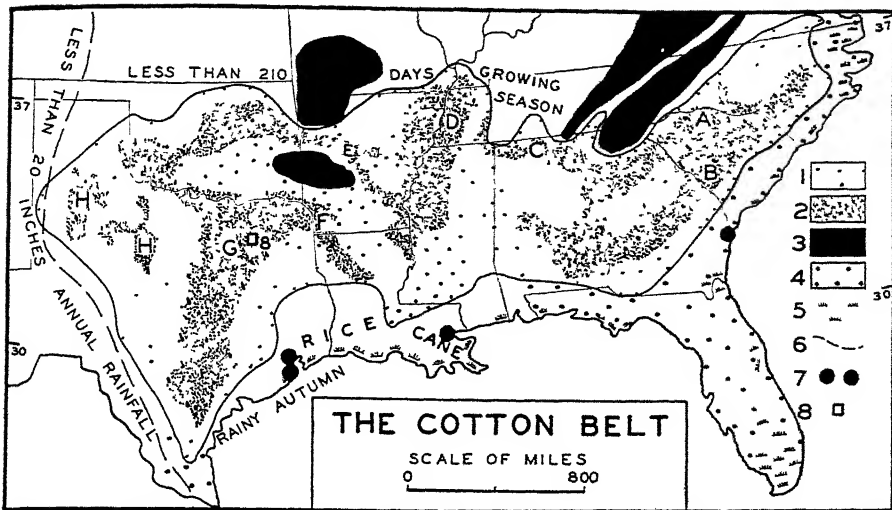 37
LESS THAN 20 INCHES
ANNUAL RAINFALL
LESS THAN 210 DAYS GROWING
SEASON
37
A
B
C
D
E
F
G
8
H
H
30
30
RICE
CANE
RAINY AUTUMN
1
2
3
4
5
6
7
8
THE COTTON BELT
SCALE OF MILES
0 800